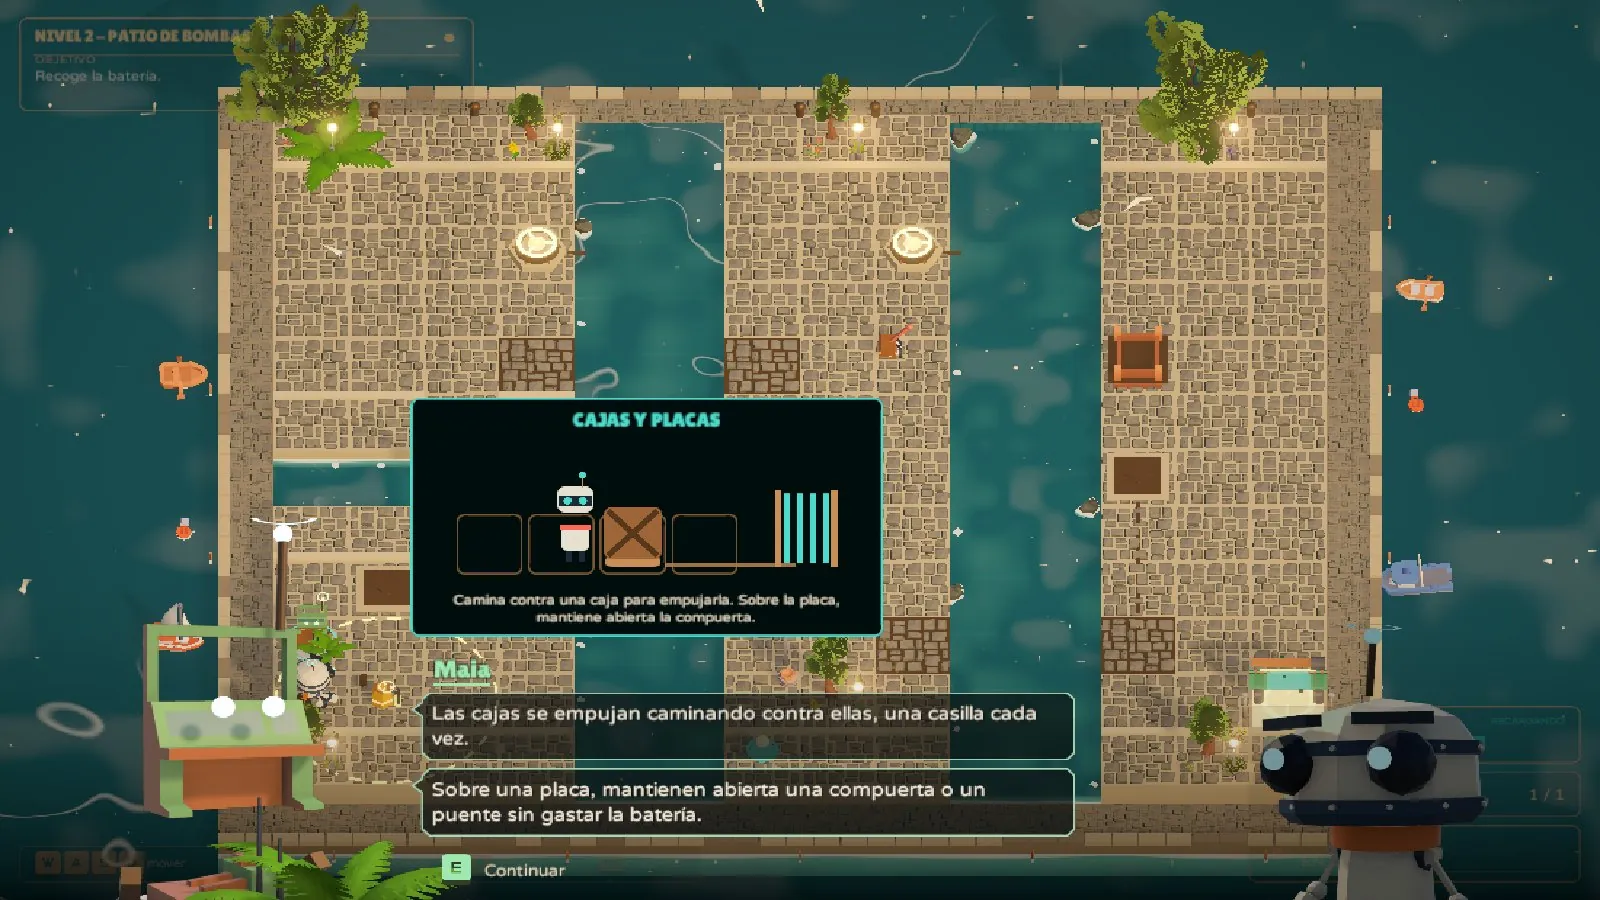 NIVEL 2 – PATIO DE BOMBAS
OBJETIVO
Recoge la batería.
CAJAS Y PLACAS
Camina contra una caja para empujarla. Sobre la placa,
mantiene abierta la compuerta.
Maia
Las cajas se empujan caminando contra ellas, una casilla cada
vez.
Sobre una placa, mantienen abierta una compuerta o un
puente sin gastar la batería.
E Continuar
W A mover
1 / 1